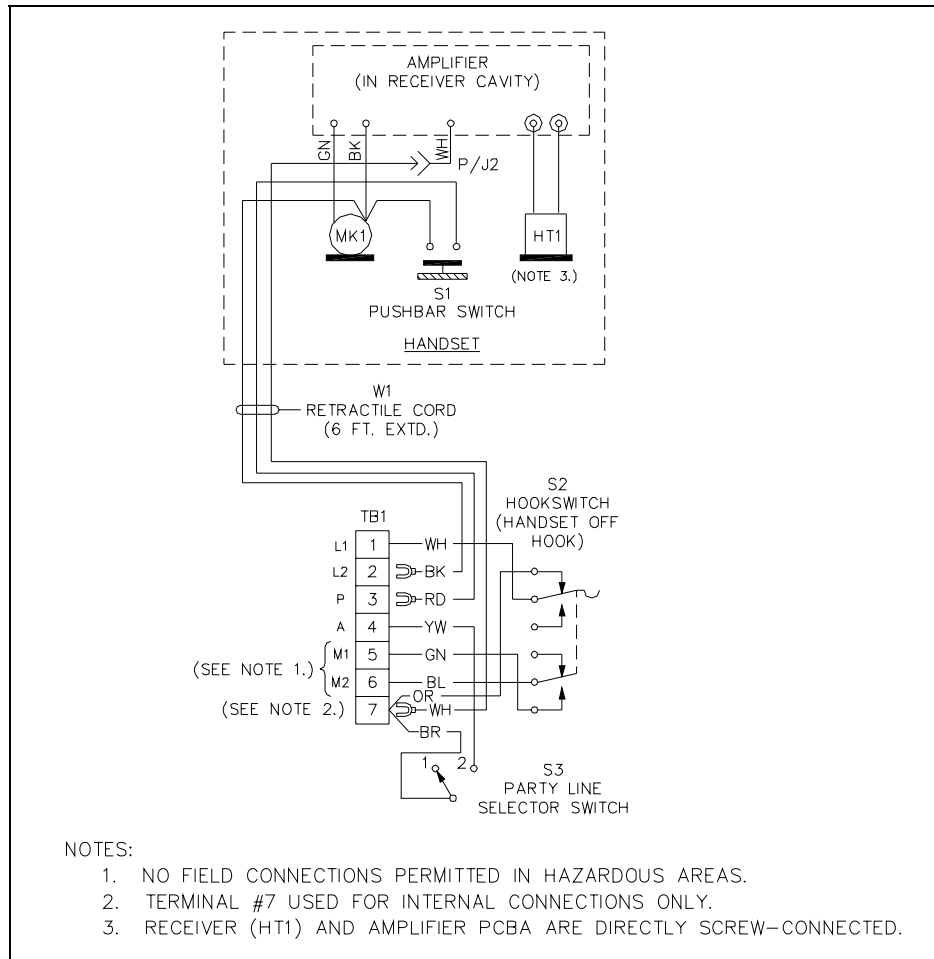 AMPLIFIER
(IN RECEIVER CAVITY)
GN
BK
WH
P/J2
MK1
HT1
(NOTE 3.)
S1
PUSHBAR SWITCH
HANDSET
W1
RETRACTILE CORD
(6 FT. EXTD.)
S2
HOOKSWITCH
(HANDSET OFF
HOOK)
TB1
L1 1 WH
L2 2 BK
P 3 RD
A 4 YW
M1 5 GN
(SEE NOTE 1.)
M2 6 BL
OR
(SEE NOTE 2.) 7 WH
BR
1 2
S3
PARTY LINE
SELECTOR SWITCH
NOTES:
1. NO FIELD CONNECTIONS PERMITTED IN HAZARDOUS AREAS.
2. TERMINAL #7 USED FOR INTERNAL CONNECTIONS ONLY.
3. RECEIVER (HT1) AND AMPLIFIER PCBA ARE DIRECTLY SCREW-CONNECTED.